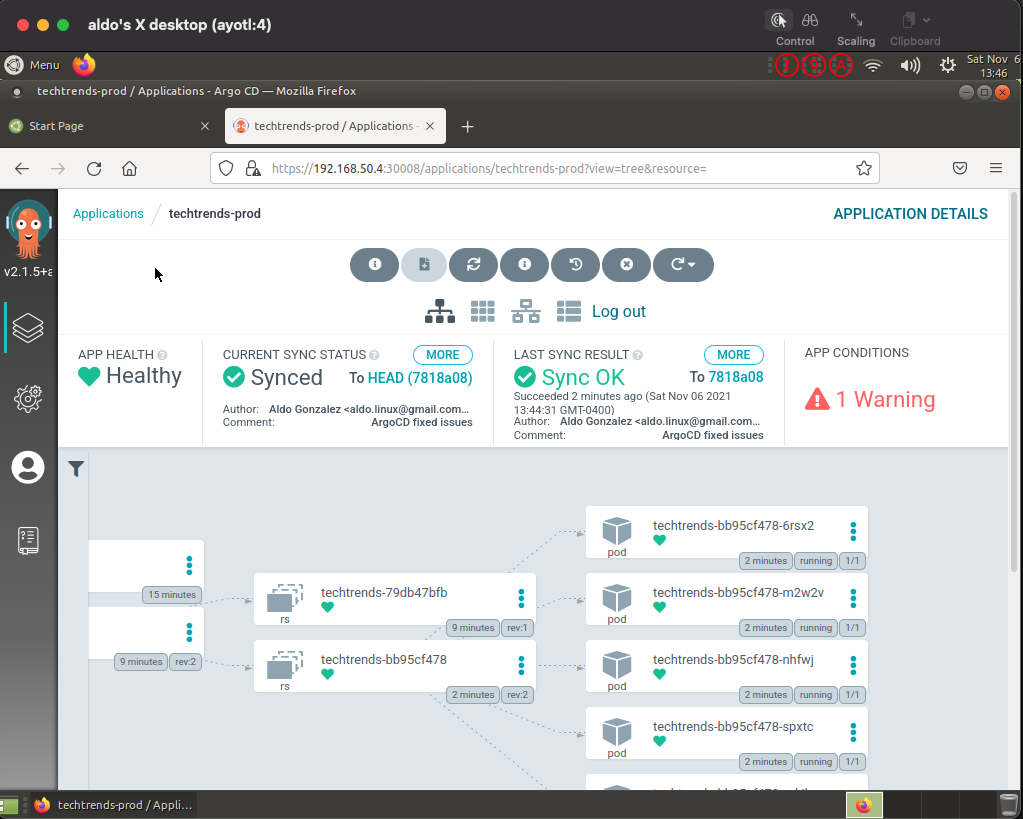 aldo's X desktop (ayotl:4)
Control
Scaling
Clipboard
Menu
Sat Nov 6
13:46
techtrends-prod / Applications - Argo CD — Mozilla Firefox
Start Page
techtrends-prod / Applications -
https://192.168.50.4:30008/applications/techtrends-prod?view=tree&resource=
v2.1.5+a
Applications
techtrends-prod
APPLICATION DETAILS
Log out
APP HEALTH
Healthy
CURRENT SYNC STATUS
MORE
Synced
To HEAD (7818a08)
Author: Aldo Gonzalez <aldo.linux@gmail.com...
Comment: ArgoCD fixed issues
LAST SYNC RESULT
MORE
Sync OK
To 7818a08
Succeeded 2 minutes ago (Sat Nov 06 2021
13:44:31 GMT-0400)
Author: Aldo Gonzalez <aldo.linux@gmail.com...
Comment: ArgoCD fixed issues
APP CONDITIONS
1 Warning
15 minutes
9 minutes rev:2
techtrends-79db47bfb
rs
9 minutes rev:1
techtrends-bb95cf478
rs
2 minutes rev:2
techtrends-bb95cf478-6rsx2
pod
2 minutes running 1/1
techtrends-bb95cf478-m2w2v
pod
2 minutes running 1/1
techtrends-bb95cf478-nhfwj
pod
2 minutes running 1/1
techtrends-bb95cf478-spxtc
pod
2 minutes running 1/1
techtrends-prod / Appli...